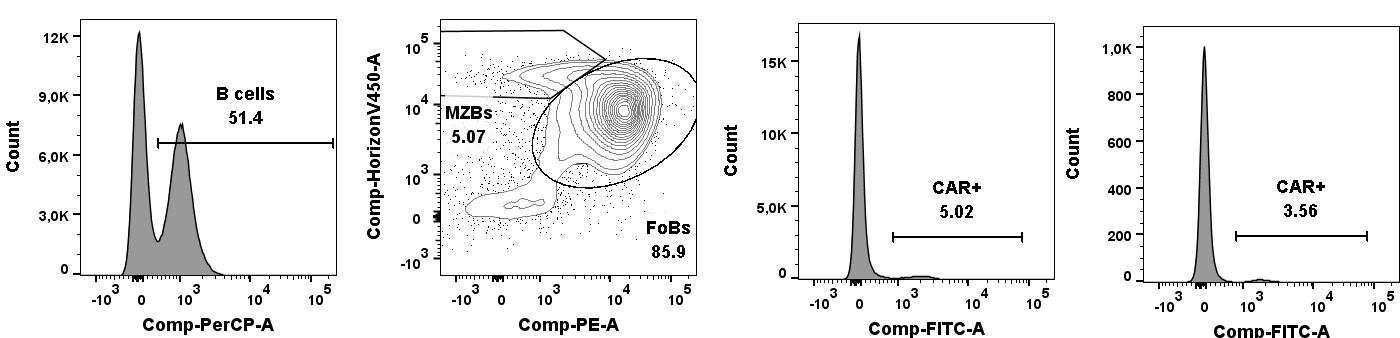 Count
12K
9,0K
6,0K
3,0K
0
B cells
51.4
-10³ 0 10³ 10⁴ 10⁵
Comp-PerCP-A
Comp-HorizonV450-A
10⁵
10⁴
10³
0
-10³
MZBs
5.07
FoBs
85.9
-10³ 0 10³ 10⁴ 10⁵
Comp-PE-A
Count
15K
10K
5,0K
0
CAR+
5.02
-10³ 0 10³ 10⁴ 10⁵
Comp-FITC-A
Count
1,0K
800
600
400
200
0
CAR+
3.56
-10³ 0 10³ 10⁴ 10⁵
Comp-FITC-A